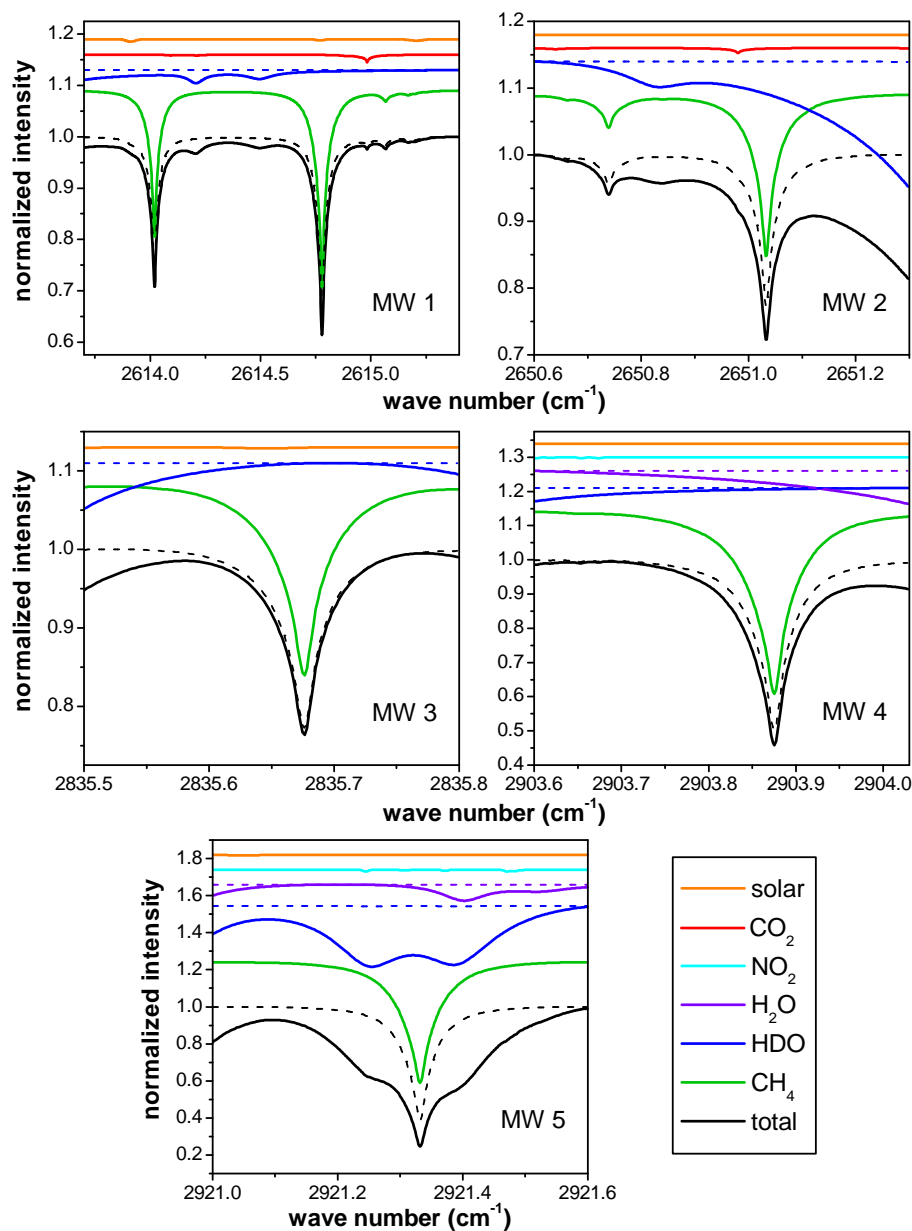 1.2
1.1
1.0
0.9
0.8
0.7
0.6
normalized intensity
MW 1
2614.0 2614.5 2615.0
wave number (cm⁻¹)
1.2
1.1
1.0
0.9
0.8
0.7
MW 2
2650.6 2650.8 2651.0 2651.2
1.1
1.0
0.9
0.8
normalized intensity
MW 3
2835.5 2835.6 2835.7 2835.8
wave number (cm⁻¹)
1.3
1.2
1.1
1.0
0.9
0.8
0.7
0.6
0.5
0.4
MW 4
2903.6 2903.7 2903.8 2903.9 2904.0
1.8
1.6
1.4
1.2
1.0
0.8
0.6
0.4
0.2
normalized intensity
MW 5
2921.0 2921.2 2921.4 2921.6
wave number (cm⁻¹)
solar
CO₂
NO₂
H₂O
HDO
CH₄
total